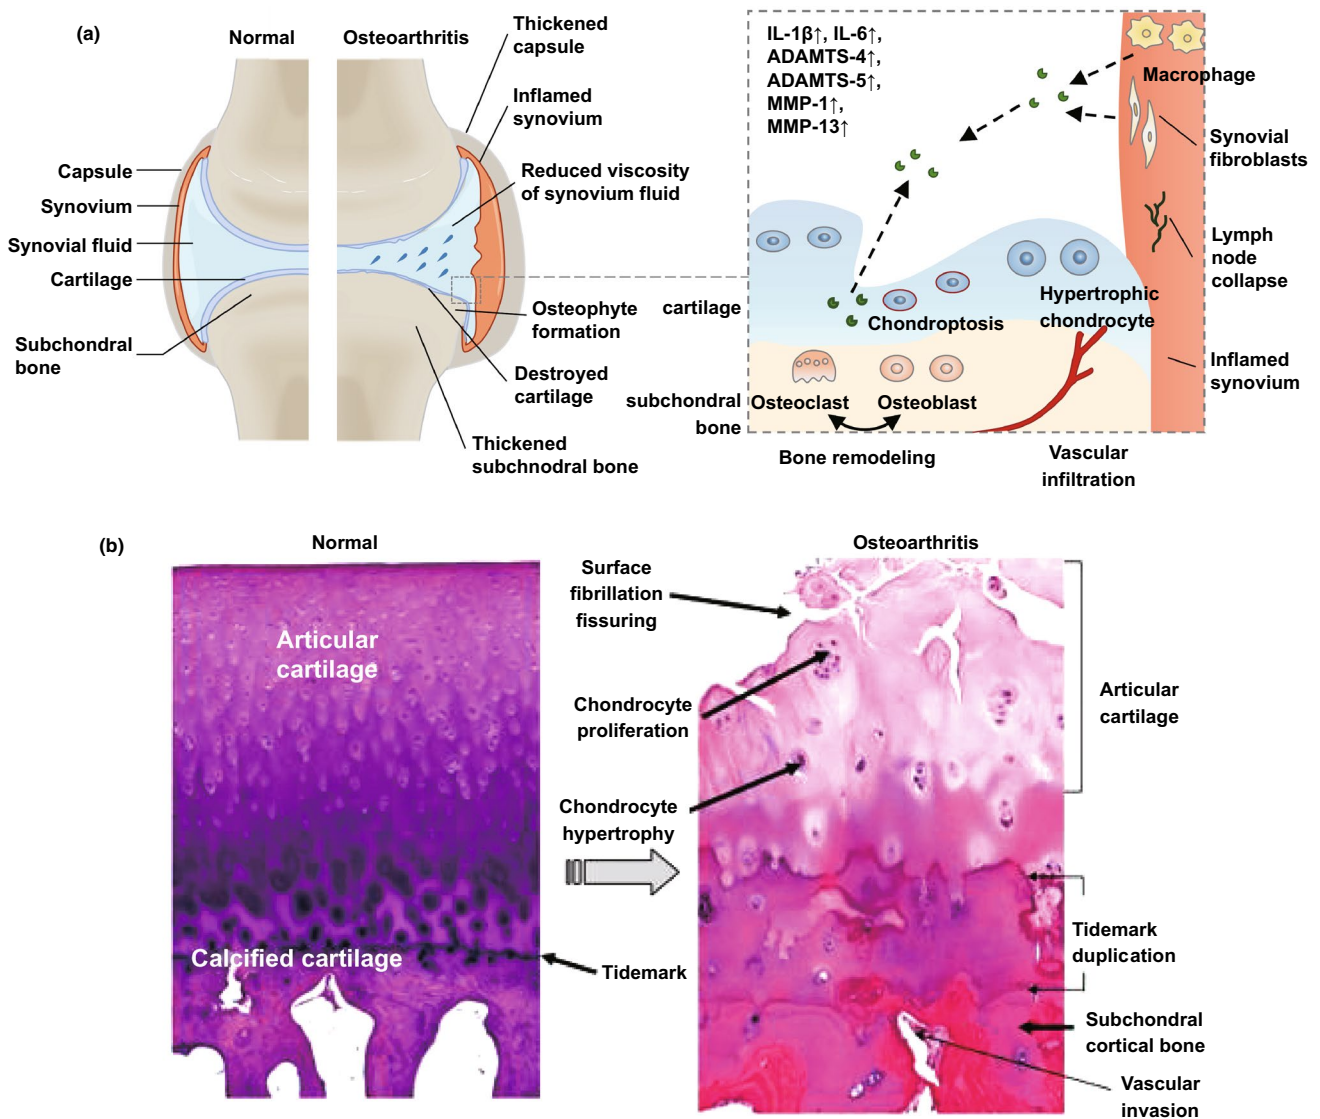 (a)
Normal
Osteoarthritis
Thickened
capsule
Inflamed
synovium
Reduced viscosity
of synovium fluid
Capsule
Synovium
Synovial fluid
Cartilage
Subchondral
bone
Osteophyte
formation
Destroyed
cartilage
Thickened
subchnodral bone
IL-1β↑, IL-6↑,
ADAMTS-4↑,
ADAMTS-5↑,
MMP-1↑,
MMP-13↑
Macrophage
Synovial
fibroblasts
Lymph
node
collapse
Hypertrophic
chondrocyte
cartilage
Chondroptosis
Inflamed
synovium
subchondral
bone
Osteoclast
Osteoblast
Bone remodeling
Vascular
infiltration
(b)
Normal
Osteoarthritis
Articular
cartilage
Calcified cartilage
Tidemark
Surface
fibrillation
fissuring
Chondrocyte
proliferation
Chondrocyte
hypertrophy
Articular
cartilage
Tidemark
duplication
Subchondral
cortical bone
Vascular
invasion